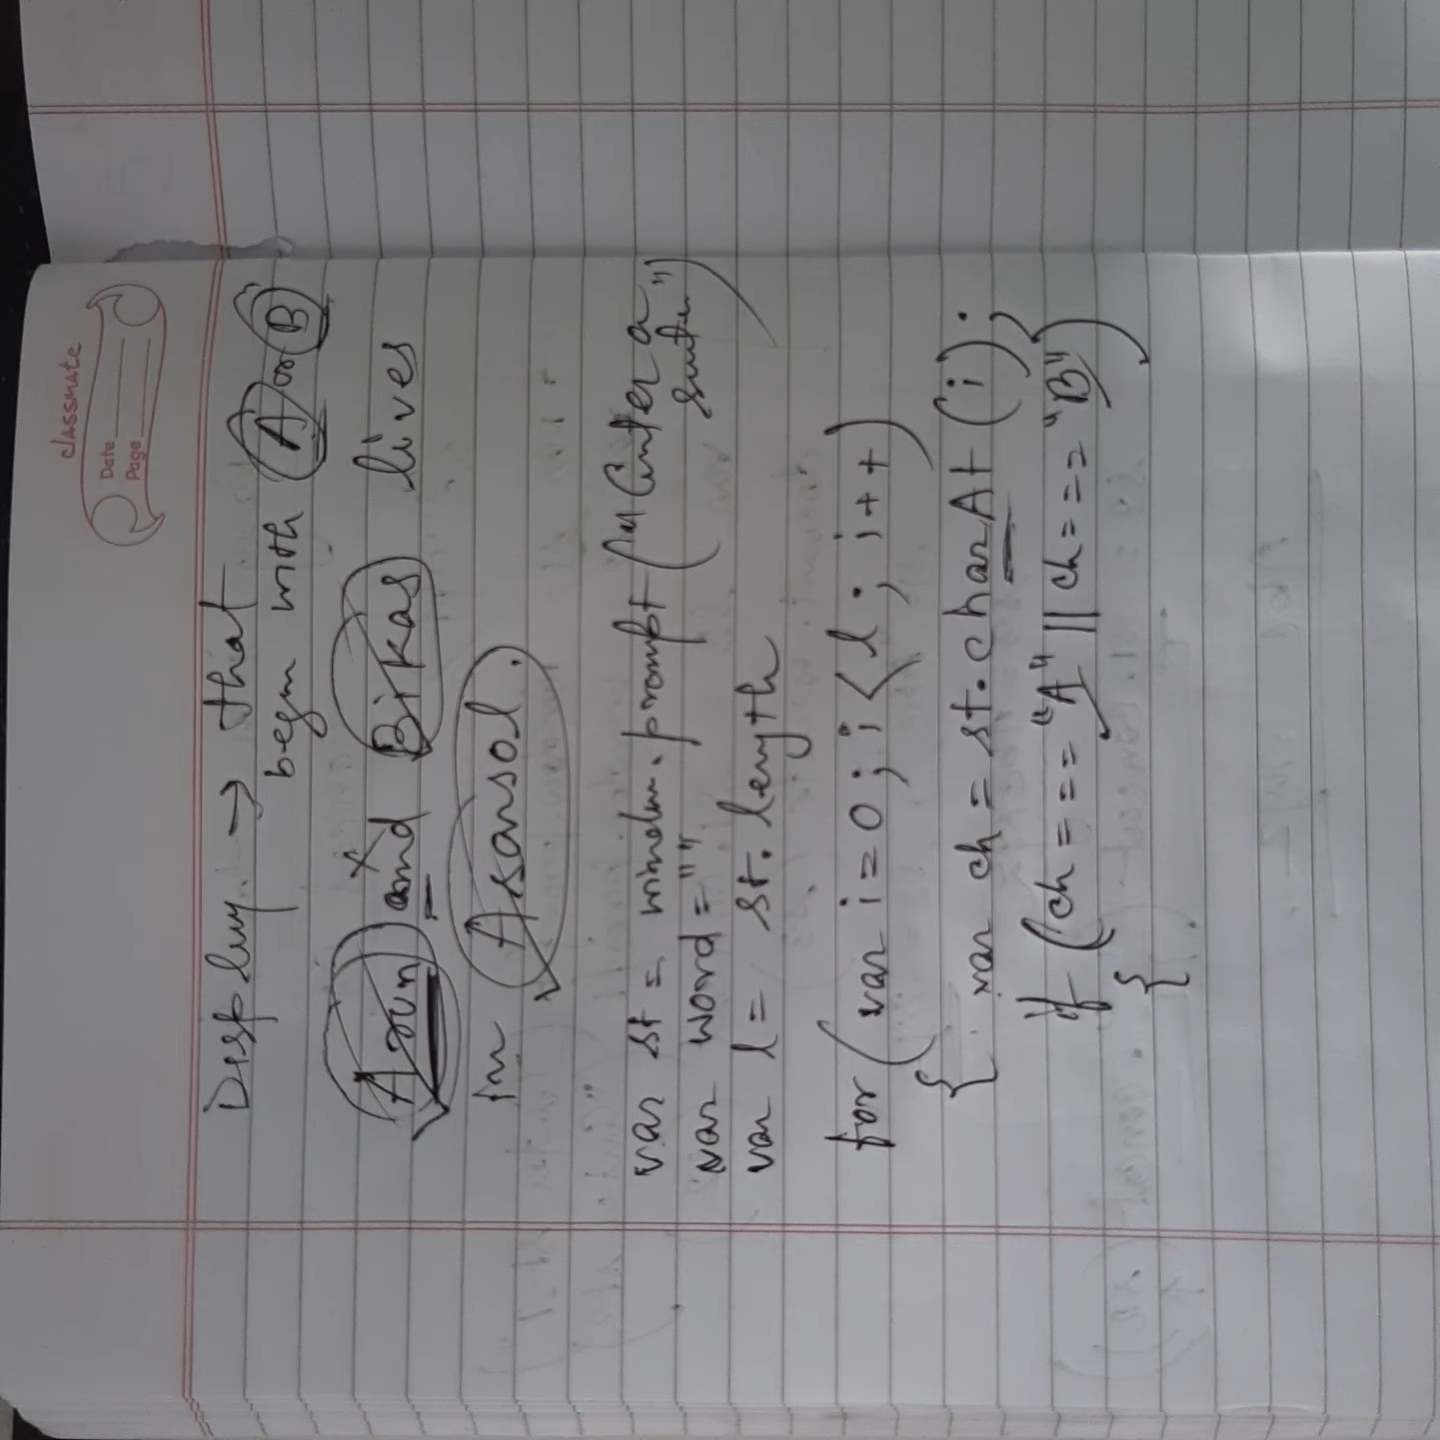 classmate
Date
Page
Display. → that
begin with (A) or (B)
Arun and Bikas lives
in Asansol.
var st = window.prompt ("Enter a
var word = ""
var l = st. length
for (var i = 0 ; i < l ; i++)
{ var ch = st. charAt (i);
if (ch === "A" || ch === "B")
{